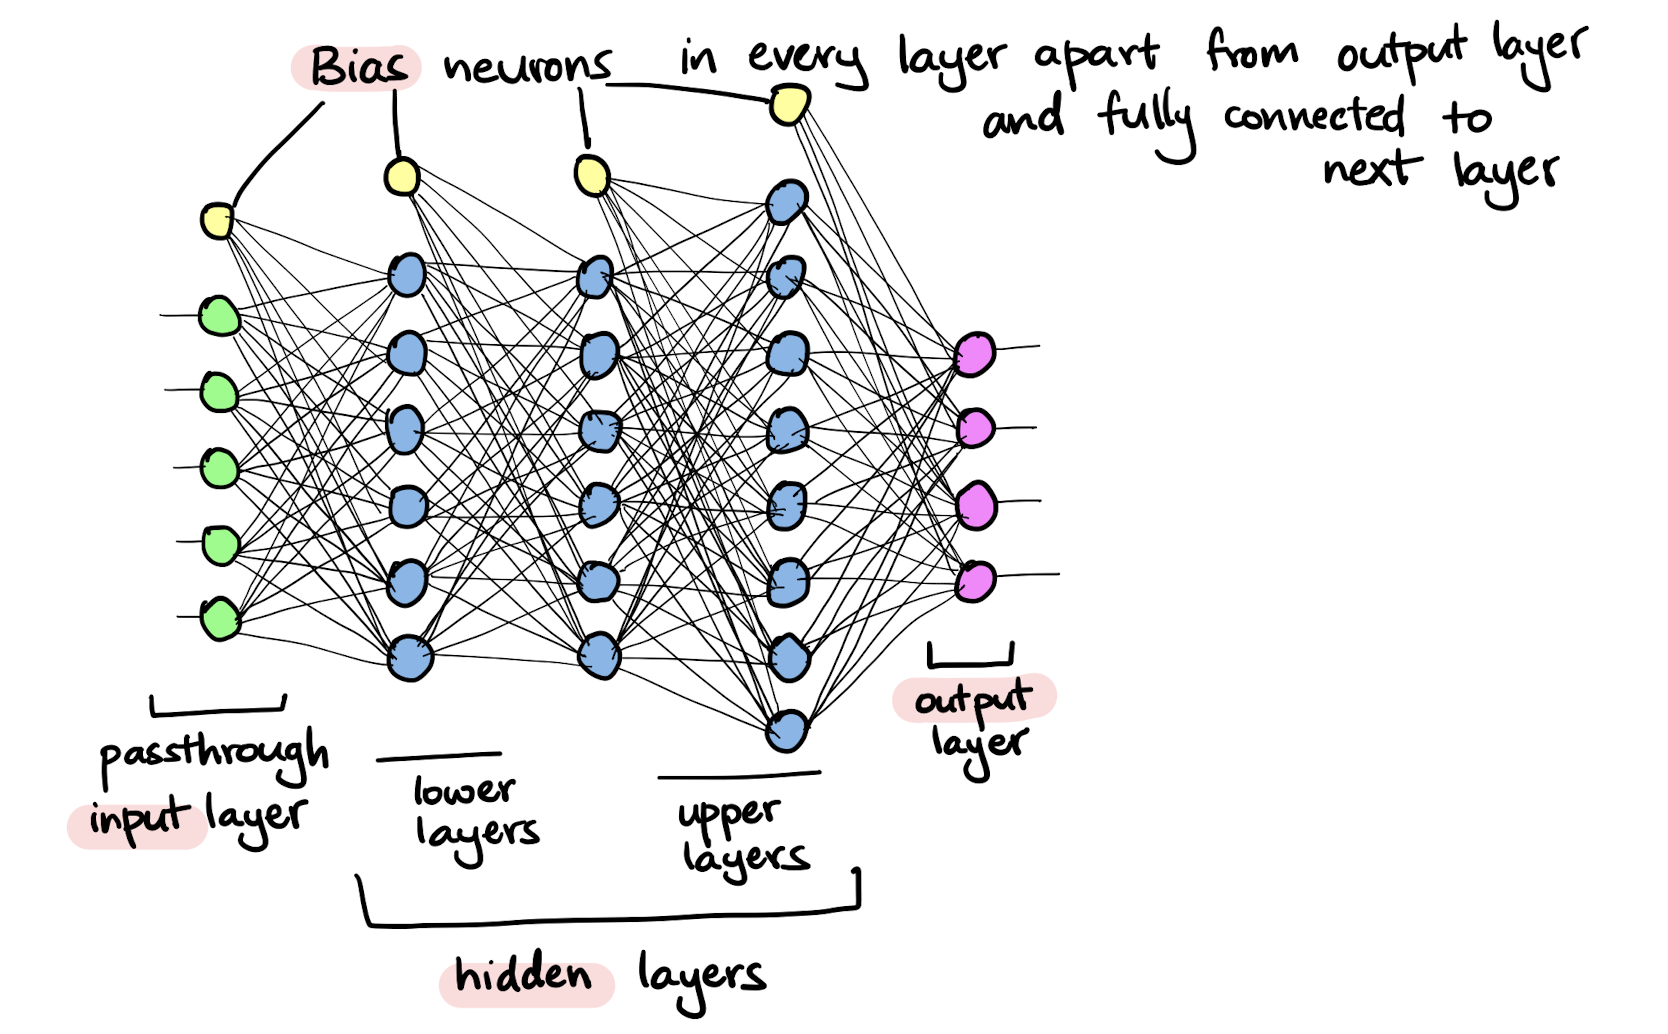 Bias neurons in every layer apart from output layer
and fully connected to
next layer
passthrough
input layer
lower
layers
upper
layers
output
layer
hidden layers